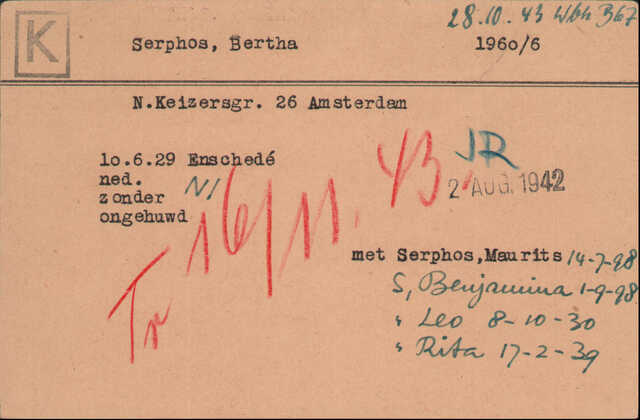 K
28.10.43 Wbk 367
Serphos, Bertha 1960/6
N.Keizersgr. 26 Amsterdam
10.6.29 Enschedé
ned. NI
zonder
ongehuwd
JR
2 AUG. 1942
Tr 16/11.43
met Serphos,Maurits 14-7-98
S, Benjamina 1-9-98
" Leo 8-10-30
" Rita 17-2-39